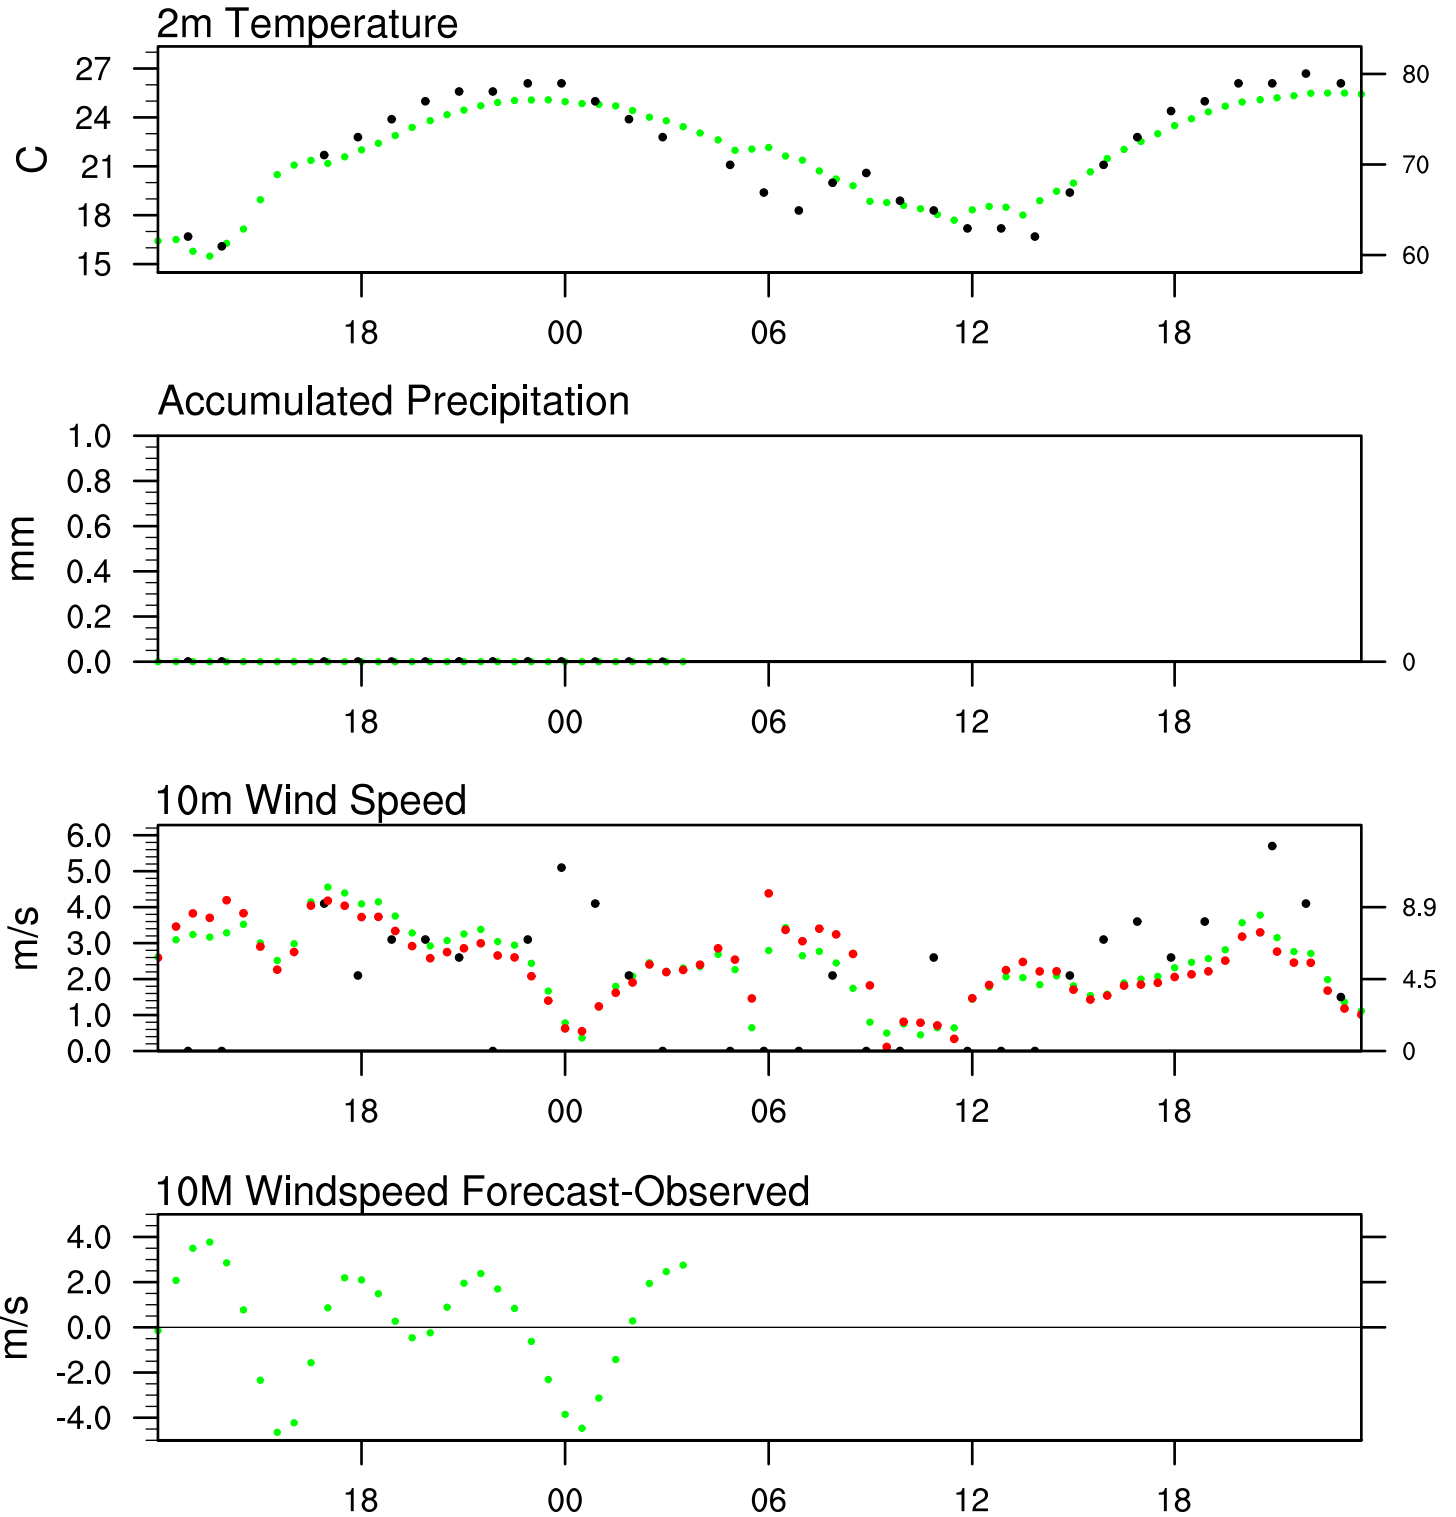 2m Temperature
27
24
21
18
15
C
80
70
60
18 00 06 12 18
Accumulated Precipitation
1.0
0.8
0.6
0.4
0.2
0.0
mm
0
18 00 06 12 18
10m Wind Speed
6.0
5.0
4.0
3.0
2.0
1.0
0.0
m/s
8.9
4.5
0
18 00 06 12 18
10M Windspeed Forecast-Observed
4.0
2.0
0.0
-2.0
-4.0
m/s
18 00 06 12 18